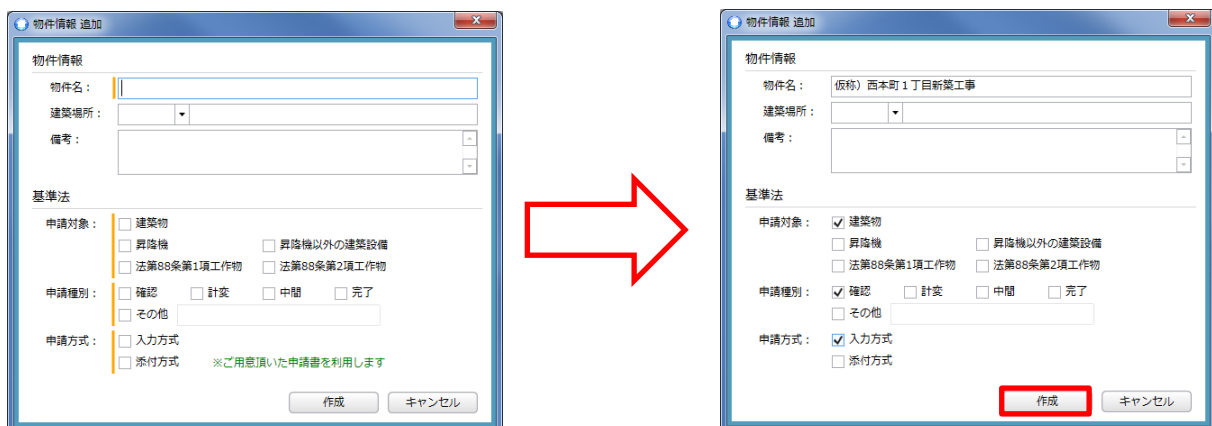 物件情報 追加
物件情報
物件名：
建築場所：
備考：
基準法
申請対象： 建築物
昇降機 昇降機以外の建築設備
法第88条第1項工作物 法第88条第2項工作物
申請種別： 確認 計変 中間 完了
その他
申請方式： 入力方式
添付方式 ※ご用意頂いた申請書を利用します
作成 キャンセル
物件情報 追加
物件情報
物件名： 仮称）西本町１丁目新築工事
建築場所：
備考：
基準法
申請対象： 建築物
昇降機 昇降機以外の建築設備
法第88条第1項工作物 法第88条第2項工作物
申請種別： 確認 計変 中間 完了
その他
申請方式： 入力方式
添付方式
作成 キャンセル